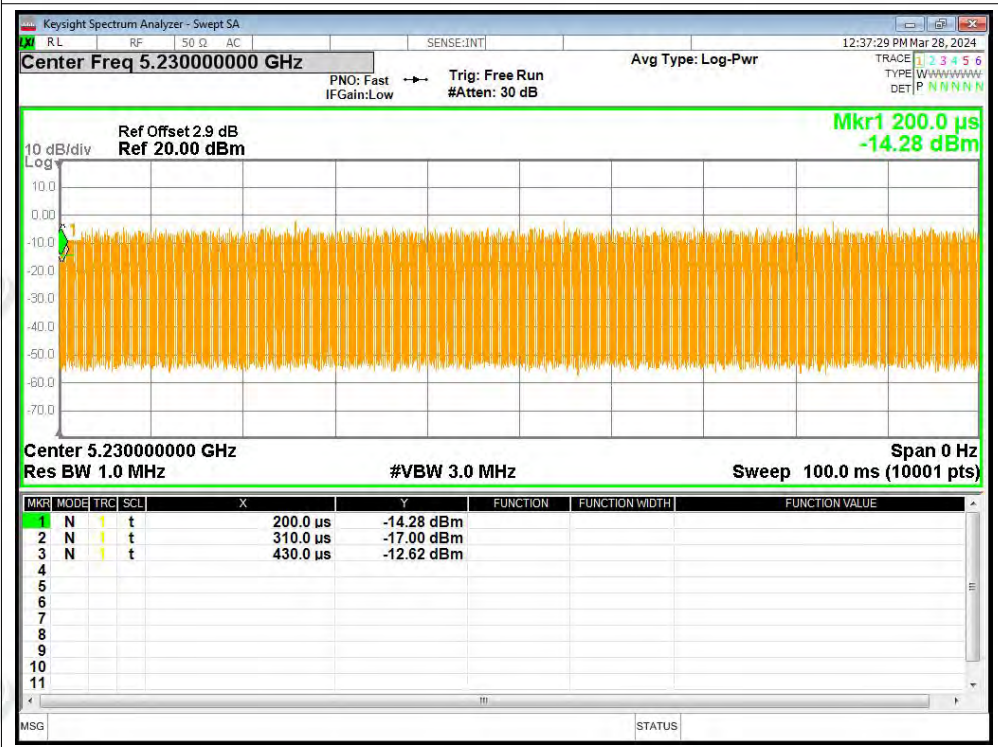 Keysight Spectrum Analyzer - Swept SA
LXI RL RF 50 Ω AC SENSE:INT 12:37:29 PM Mar 28, 2024
Center Freq 5.230000000 GHz
PNO: Fast
IFGain:Low
Trig: Free Run
#Atten: 30 dB
Avg Type: Log-Pwr
TRACE 1 2 3 4 5 6
TYPE WWWWWW
DET P N N N N N
Mkr1 200.0 µs
-14.28 dBm
Ref Offset 2.9 dB
10 dB/div Ref 20.00 dBm
Log
10.0
0.00
-10.0
-20.0
-30.0
-40.0
-50.0
-60.0
-70.0
1
Center 5.230000000 GHz Span 0 Hz
Res BW 1.0 MHz #VBW 3.0 MHz Sweep 100.0 ms (10001 pts)
MKR MODE TRC SCL X Y FUNCTION FUNCTION WIDTH FUNCTION VALUE
1 N 1 t 200.0 µs -14.28 dBm
2 N 1 t 310.0 µs -17.00 dBm
3 N 1 t 430.0 µs -12.62 dBm
4
5
6
7
8
9
10
11
MSG STATUS